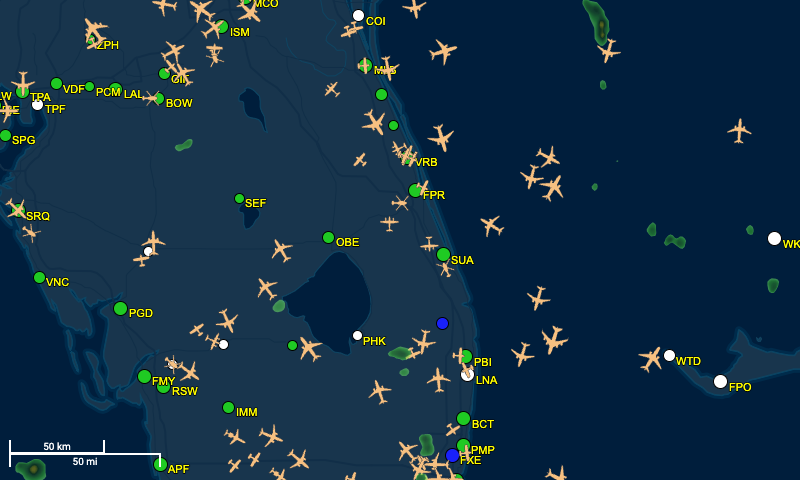 MCO
COI
ISM
ZPH
MLB
GIF
VDF
PCM
LAL
TPA
BOW
TPF
SPG
VRB
FPR
SEF
SRQ
OBE
WK
SUA
VNC
PGD
PHK
PBI
WTD
LNA
FMY
FPO
RSW
IMM
BCT
50 km
PMP
FXE
50 mi
APF